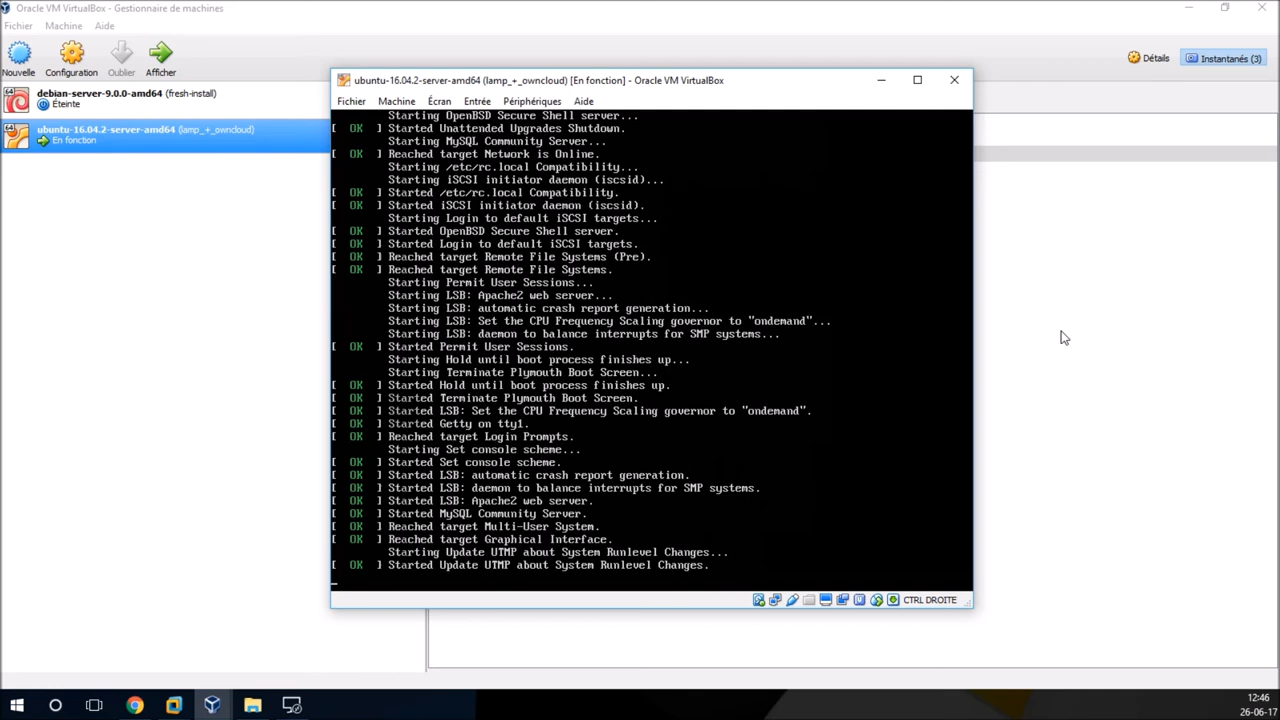 Oracle VM VirtualBox - Gestionnaire de machines
Fichier Machine Aide
Nouvelle Configuration Oublier Afficher
Détails Instantanés (3)
64 debian-server-9.0.0-amd64 (fresh-install)
Éteinte
64 ubuntu-16.04.2-server-amd64 (lamp_+_owncloud)
En fonction
ubuntu-16.04.2-server-amd64 (lamp_+_owncloud) [En fonction] - Oracle VM VirtualBox
Fichier Machine Écran Entrée Périphériques Aide
Starting OpenBSD Secure Shell server...
[ OK ] Started Unattended Upgrades Shutdown.
Starting MySQL Community Server...
[ OK ] Reached target Network is Online.
Starting /etc/rc.local Compatibility...
Starting iSCSI initiator daemon (iscsid)...
[ OK ] Started /etc/rc.local Compatibility.
[ OK ] Started iSCSI initiator daemon (iscsid).
Starting Login to default iSCSI targets...
[ OK ] Started OpenBSD Secure Shell server.
[ OK ] Started Login to default iSCSI targets.
[ OK ] Reached target Remote File Systems (Pre).
[ OK ] Reached target Remote File Systems.
Starting Permit User Sessions...
Starting LSB: Apache2 web server...
Starting LSB: automatic crash report generation...
Starting LSB: Set the CPU Frequency Scaling governor to "ondemand"...
Starting LSB: daemon to balance interrupts for SMP systems...
[ OK ] Started Permit User Sessions.
Starting Hold until boot process finishes up...
Starting Terminate Plymouth Boot Screen...
[ OK ] Started Hold until boot process finishes up.
[ OK ] Started Terminate Plymouth Boot Screen.
[ OK ] Started LSB: Set the CPU Frequency Scaling governor to "ondemand".
[ OK ] Started Getty on tty1.
[ OK ] Reached target Login Prompts.
Starting Set console scheme...
[ OK ] Started Set console scheme.
[ OK ] Started LSB: automatic crash report generation.
[ OK ] Started LSB: daemon to balance interrupts for SMP systems.
[ OK ] Started LSB: Apache2 web server.
[ OK ] Started MySQL Community Server.
[ OK ] Reached target Multi-User System.
[ OK ] Reached target Graphical Interface.
Starting Update UTMP about System Runlevel Changes...
[ OK ] Started Update UTMP about System Runlevel Changes.
_
CTRL DROITE
12:46
26-06-17